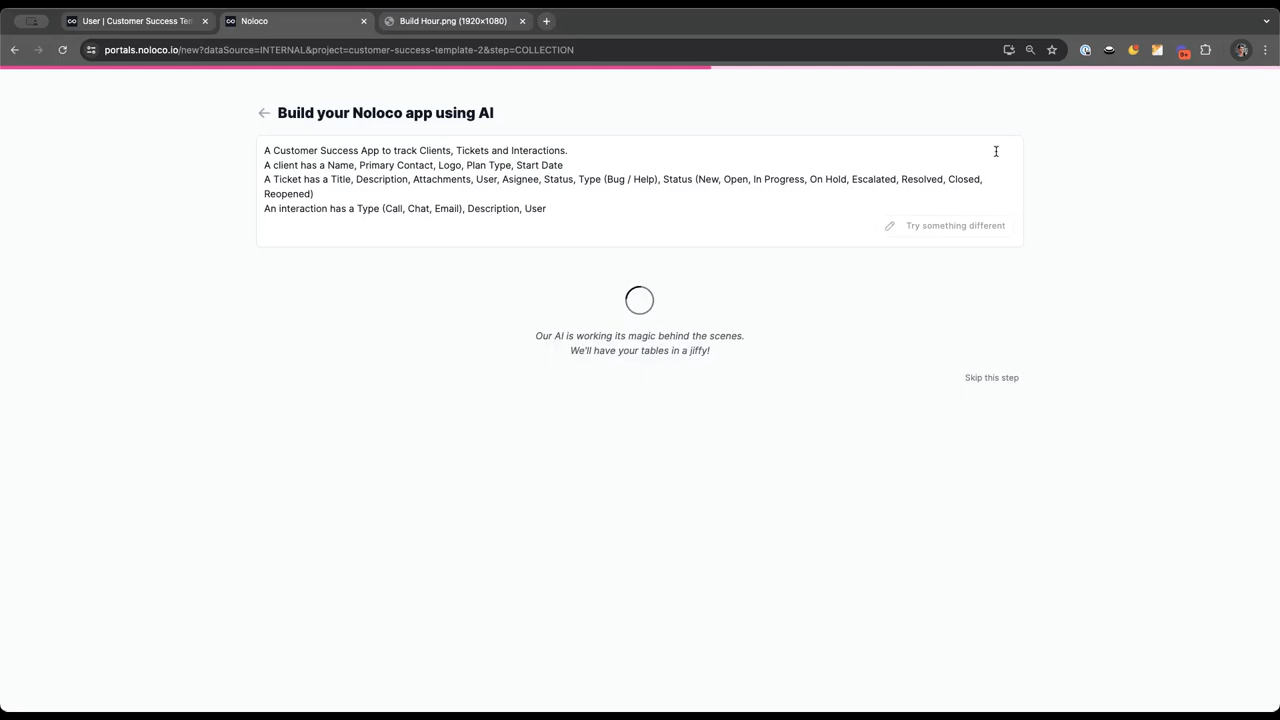 User | Customer Success Tem
Noloco
Build Hour.png (1920×1080)
portals.noloco.io/new?dataSource=INTERNAL&project=customer-success-template-2&step=COLLECTION
9+
Build your Noloco app using AI
A Customer Success App to track Clients, Tickets and Interactions.
A client has a Name, Primary Contact, Logo, Plan Type, Start Date
A Ticket has a Title, Description, Attachments, User, Asignee, Status, Type (Bug / Help), Status (New, Open, In Progress, On Hold, Escalated, Resolved, Closed,
Reopened)
An interaction has a Type (Call, Chat, Email), Description, User
Try something different
Our AI is working its magic behind the scenes.
We'll have your tables in a jiffy!
Skip this step